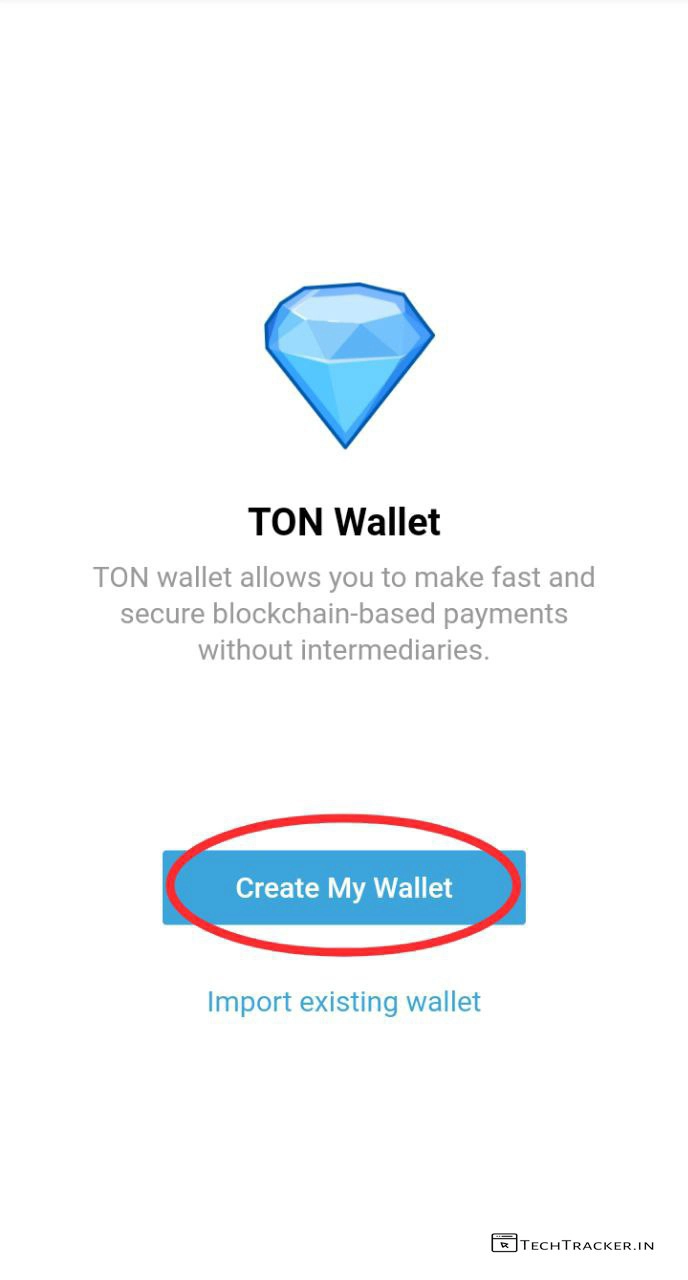 TON Wallet
TON wallet allows you to make fast and
secure blockchain-based payments
without intermediaries.
Create My Wallet
Import existing wallet
TECHTRACKER.IN